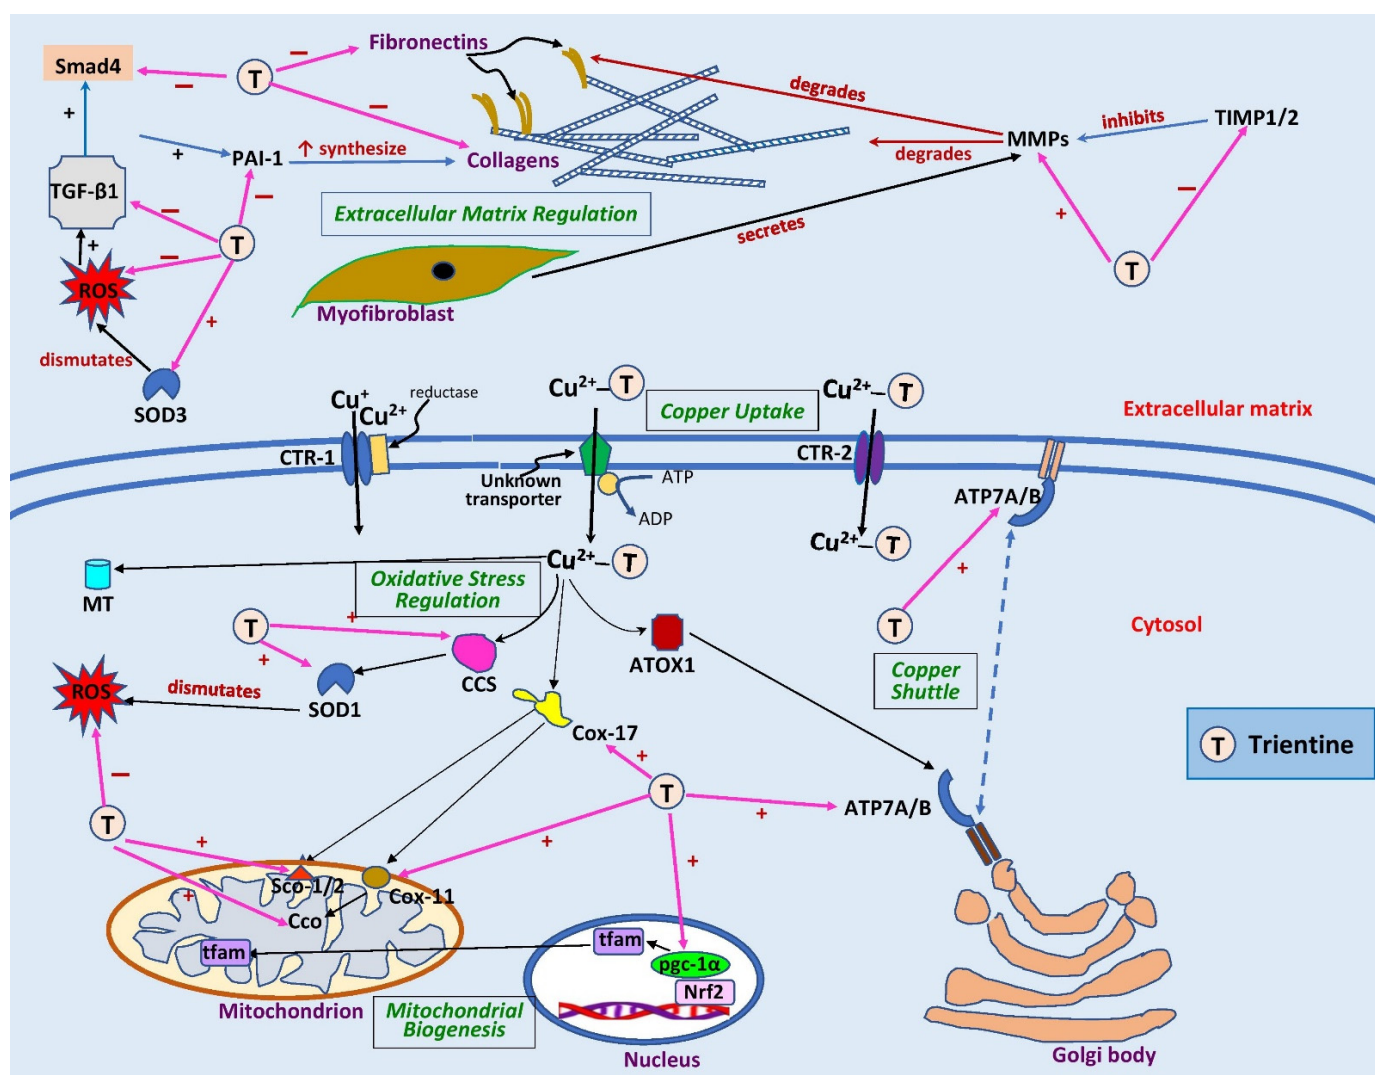 Fibronectins
Smad4
T
−
−
−
degrades
+
+
PAI-1
↑ synthesize
Collagens
degrades
MMPs
inhibits
TIMP1/2
TGF-β1
−
−
Extracellular Matrix Regulation
+
−
+
T
−
secretes
T
ROS
Myofibroblast
+
dismutates
SOD3
Cu⁺
Cu²⁺
reductase
Cu²⁺
T
Copper Uptake
Cu²⁺
T
Extracellular matrix
CTR-1
Unknown
transporter
ATP
ADP
CTR-2
ATP7A/B
Cu²⁺
T
Cu²⁺
T
+
MT
Oxidative Stress
Regulation
T
+
+
CCS
ATOX1
T
Cytosol
Copper
Shuttle
ROS
dismutates
SOD1
Cox-17
T
Trientine
−
+
T
+
ATP7A/B
T
+
+
+
Sco-1/2
+
Cox-11
Cco
tfam
tfam
pgc-1α
Nrf2
Mitochondrion
Mitochondrial
Biogenesis
Nucleus
Golgi body